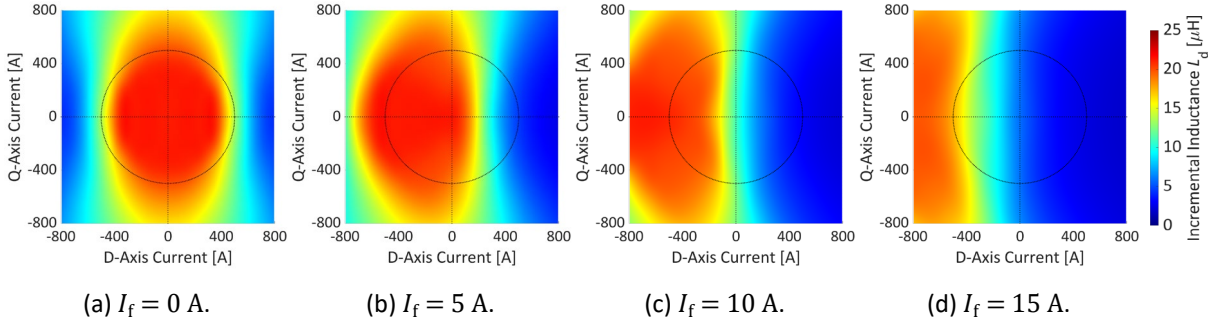 800
400
0
-400
-800
Q-Axis Current [A]
-800 -400 0 400 800
D-Axis Current [A]
(a) I_f = 0 A.
800
400
0
-400
-800
Q-Axis Current [A]
-800 -400 0 400 800
D-Axis Current [A]
(b) I_f = 5 A.
800
400
0
-400
-800
Q-Axis Current [A]
-800 -400 0 400 800
D-Axis Current [A]
(c) I_f = 10 A.
800
400
0
-400
-800
Q-Axis Current [A]
-800 -400 0 400 800
D-Axis Current [A]
(d) I_f = 15 A.
25
20
15
10
5
0
Incremental Inductance L_d [μH]